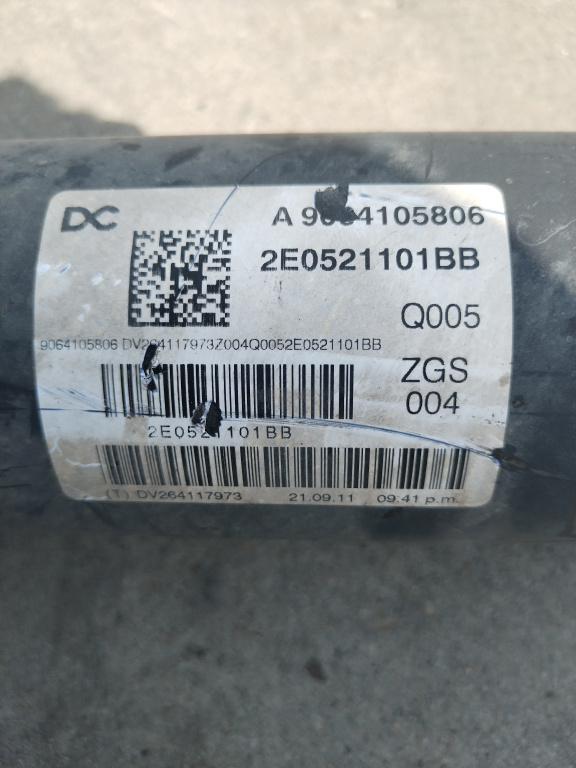 DC
A 9064105806
2E0521101BB
Q005
9064105806 DV264117973Z004Q0052E0521101BB
ZGS
004
2E0521101BB
(T) DV264117973 21.09.11 09:41 p.m.